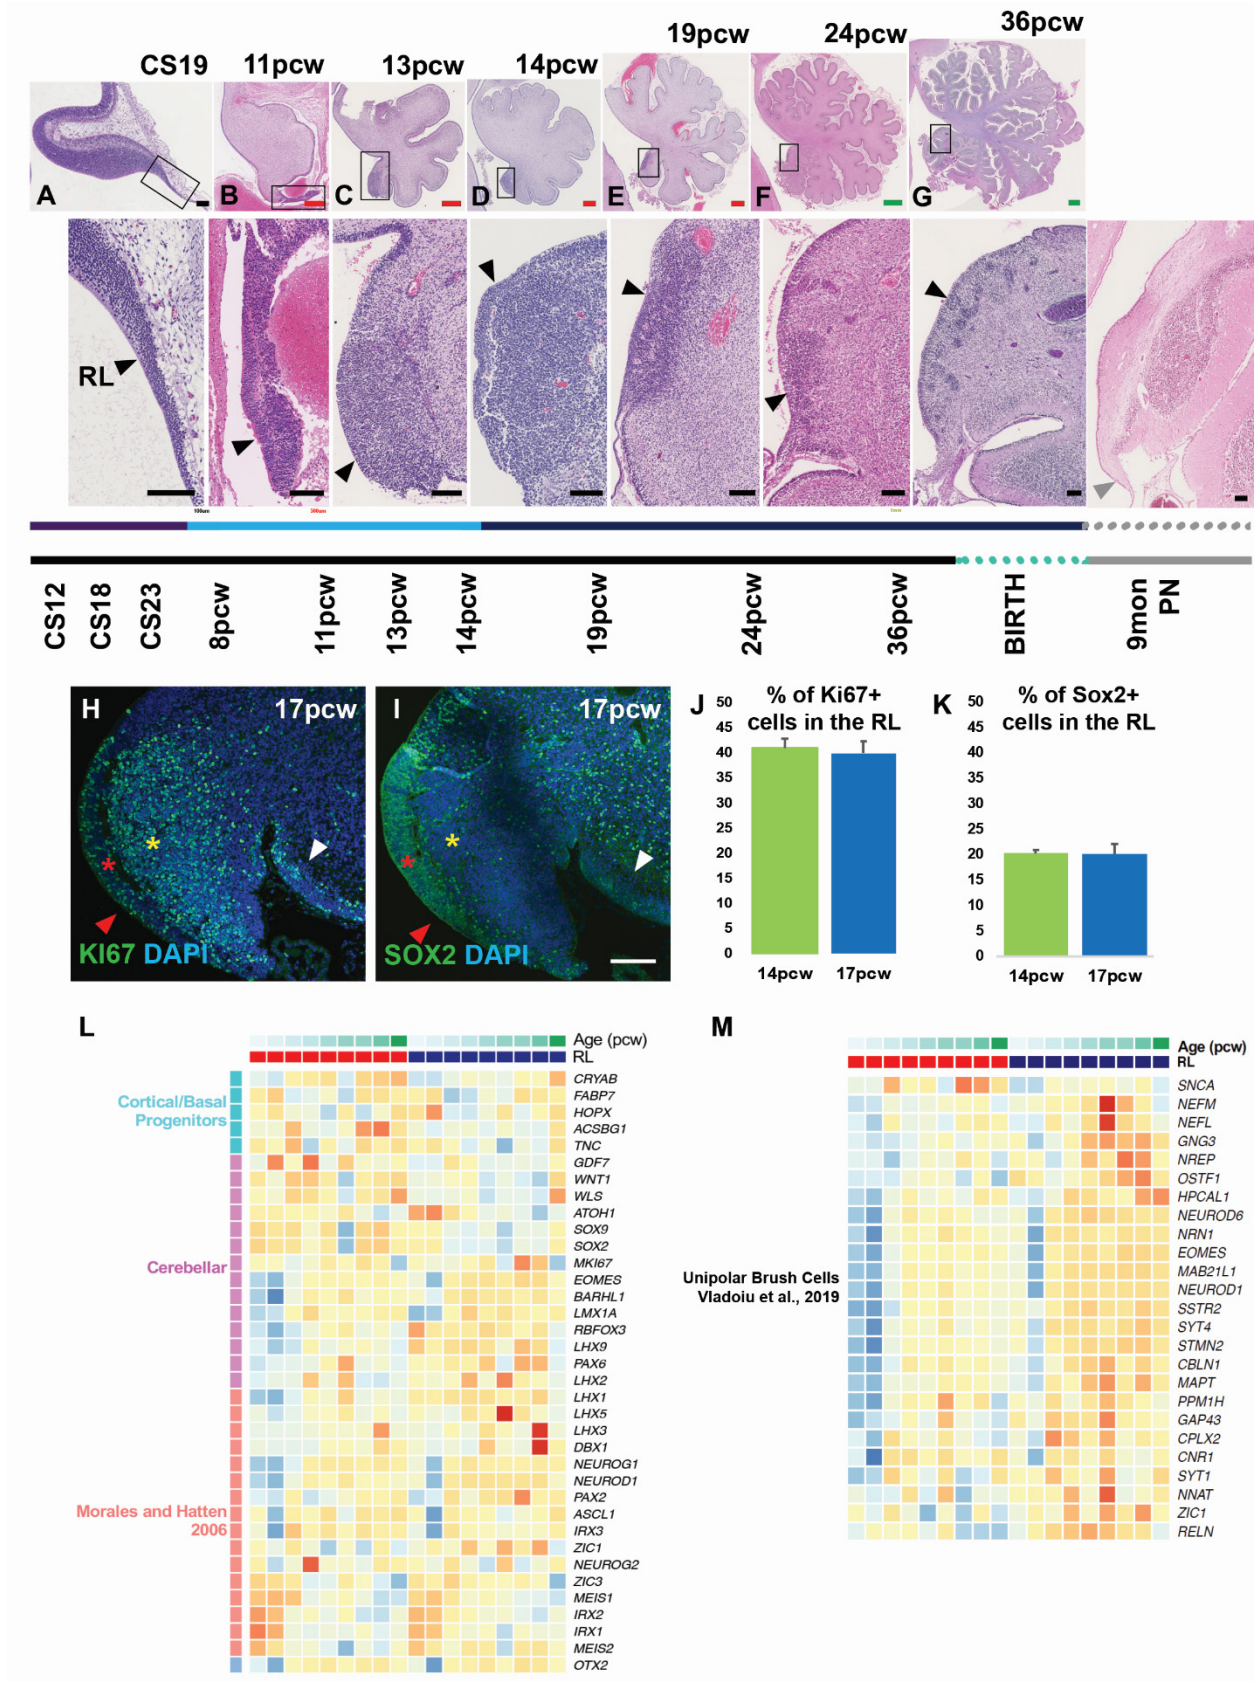 CS19
11pcw
13pcw
14pcw
19pcw
24pcw
36pcw
A
B
C
D
E
F
G
RL
100um
500um
CS12
CS18
CS23
8pcw
11pcw
13pcw
14pcw
19pcw
24pcw
36pcw
BIRTH
9mon
PN
H
17pcw
KI67 DAPI
I
17pcw
SOX2 DAPI
J
% of Ki67+
cells in the RL
50
45
40
35
30
25
20
15
10
5
0
14pcw
17pcw
K
% of Sox2+
cells in the RL
50
45
40
35
30
25
20
15
10
5
0
14pcw
17pcw
L
Age (pcw)
RL
Cortical/Basal
Progenitors
Cerebellar
Morales and Hatten
2006
CRYAB
FABP7
HOPX
ACSBG1
TNC
GDF7
WNT1
WLS
ATOH1
SOX9
SOX2
MKI67
EOMES
BARHL1
LMX1A
RBFOX3
LHX9
PAX6
LHX2
LHX1
LHX5
LHX3
DBX1
NEUROG1
NEUROD1
PAX2
ASCL1
IRX3
ZIC1
NEUROG2
ZIC3
MEIS1
IRX2
IRX1
MEIS2
OTX2
M
Age (pcw)
RL
Unipolar Brush Cells
Vladoiu et al., 2019
SNCA
NEFM
NEFL
GNG3
NREP
OSTF1
HPCAL1
NEUROD6
NRN1
EOMES
MAB21L1
NEUROD1
SSTR2
SYT4
STMN2
CBLN1
MAPT
PPM1H
GAP43
CPLX2
CNR1
SYT1
NNAT
ZIC1
RELN